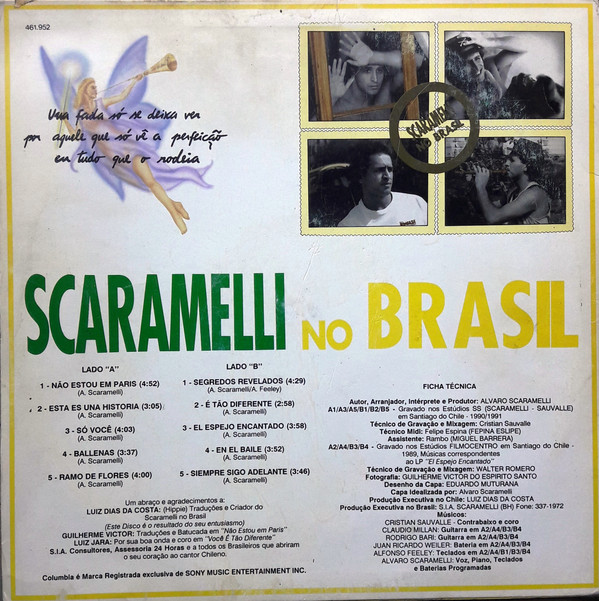 461.952
Uma fada só se deixa ver
por aquele que só vê a perfeição
em tudo que o rodeia
SCARAMELLI
NO BRASIL
SCARAMELLI NO BRASIL
LADO "A"
1 - NÃO ESTOU EM PARIS (4:52)
(A. Scaramelli)
2 - ESTA ES UNA HISTORIA (3:05)
(A. Scaramelli)
3 - SÓ VOCÊ (4:03)
(A. Scaramelli)
4 - BALLENAS (3:37)
(A. Scaramelli)
5 - RAMO DE FLORES (4:00)
(A. Scaramelli)
LADO "B"
1 - SEGREDOS REVELADOS (4:29)
(A. Scaramelli/A. Feeley)
2 - É TÃO DIFERENTE (2:58)
(A. Scaramelli)
3 - EL ESPEJO ENCANTADO (3:58)
(A. Scaramelli)
4 - EN EL BAILE (3:52)
(A. Scaramelli)
5 - SIEMPRE SIGO ADELANTE (3:46)
(A. Scaramelli)
Um abraço e agradecimentos a:
LUIZ DIAS DA COSTA: (Hippie) Traduções e Criador do
Scaramelli no Brasil
(Este Disco é o resultado do seu entusiasmo)
GUILHERME VICTOR: Traduções e Batucada em "Não Estou em Paris"
LUIZ JARA: Por sua boa onda e coro em "Você É Tão Diferente"
S.I.A. Consultores, Assessoria 24 Horas e a todos os Brasileiros que abriram
o seu coração ao cantor Chileno.
Columbia é Marca Registrada exclusiva de SONY MUSIC ENTERTAINMENT INC.
FICHA TÉCNICA
Autor, Arranjador, Intérprete e Produtor: ALVARO SCARAMELLI
A1/A3/A5/B1/B2/B5 - Gravado nos Estúdios SS (SCARAMELLI - SAUVALLE)
em Santiago do Chile - 1990/1991
Técnico de Gravação e Mixagem: Cristian Sauvalle
Técnico Midi: Felipe Espina (FEPINA ESLIPE)
Assistente: Rambo (MIGUEL BARRERA)
A2/A4/B3/B4 - Gravado nos Estúdios FILMOCENTRO em Santiago do Chile -
1989, Músicas correspondentes
ao LP "El Espejo Encantado"
Técnico de Gravação e Mixagem: WALTER ROMERO
Fotografia: GUILHERME VICTOR DO ESPIRITO SANTO
Desenho da Capa: EDUARDO MUTURANA
Capa Idealizada por: Alvaro Scaramelli
Produção Executiva no Chile: LUIZ DIAS DA COSTA
Produção Executiva no Brasil: S.I.A. SCARAMELLI (BH) Fone: 337-1972
Músicos:
CRISTIAN SAUVALLE - Contrabaixo e coro
CLAUDIO MILLAN: Guitarra em A2/A4/B3/B4
RODRIGO BARI: Guitarra em A2/A4/B3/B4
JUAN RICARDO WEILER: Bateria em A2/A4/B3/B4
ALFONSO FEELEY: Teclados em A2/A4/B1/B3/B4
ALVARO SCARAMELLI: Voz, Piano, Teclados
e Baterias Programadas